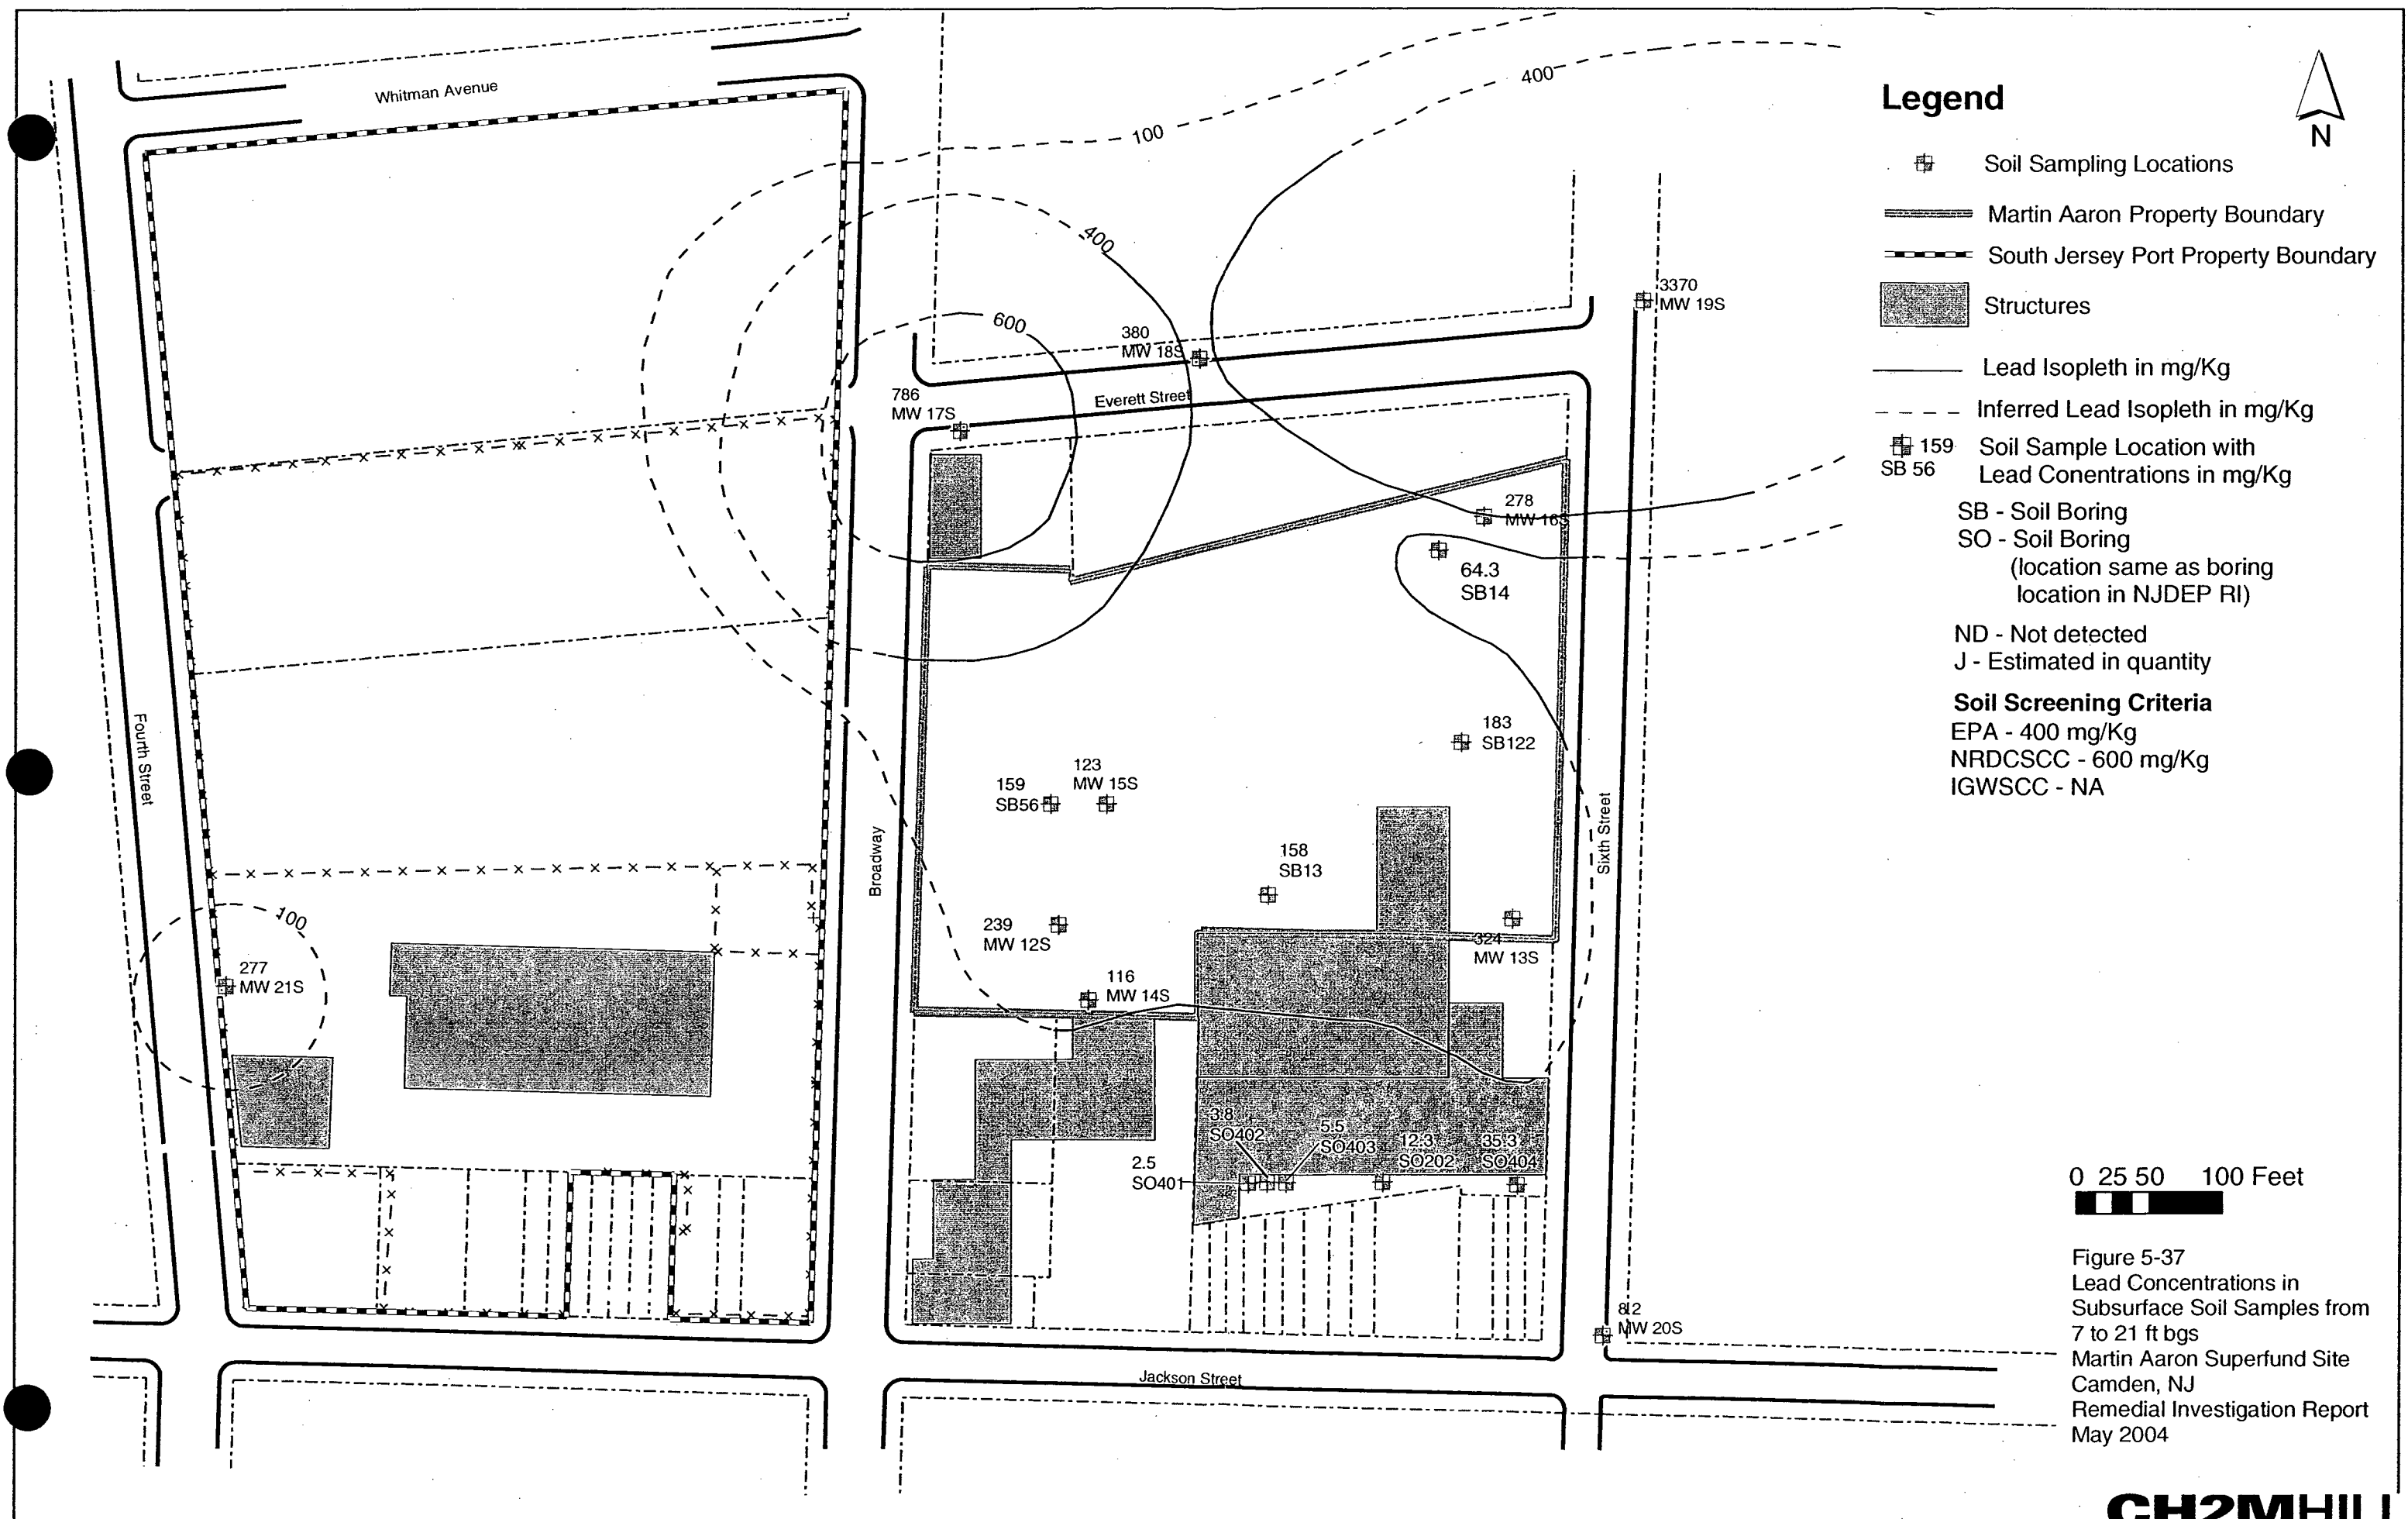 Whitman Avenue
400
100
400
600
380
MW 18S
786
MW 17S
Everett Street
3370
MW 19S
278
MW 16S
64.3
SB14
183
SB122
123
MW 15S
159
SB56
158
SB13
239
MW 12S
116
MW 14S
324
MW 13S
100
277
MW 21S
3.8
SO402
5.5
SO403
12.3
SO202
35.3
SO404
2.5
SO401
8.2
MW 20S
Fourth Street
Broadway
Sixth Street
Jackson Street
Legend
N
Soil Sampling Locations
Martin Aaron Property Boundary
South Jersey Port Property Boundary
Structures
Lead Isopleth in mg/Kg
Inferred Lead Isopleth in mg/Kg
159 Soil Sample Location with
SB 56 Lead Conentrations in mg/Kg
SB - Soil Boring
SO - Soil Boring
(location same as boring
location in NJDEP RI)
ND - Not detected
J - Estimated in quantity
Soil Screening Criteria
EPA - 400 mg/Kg
NRDCSCC - 600 mg/Kg
IGWSCC - NA
0 25 50 100 Feet
Figure 5-37
Lead Concentrations in
Subsurface Soil Samples from
7 to 21 ft bgs
Martin Aaron Superfund Site
Camden, NJ
Remedial Investigation Report
May 2004
CH2MHILL